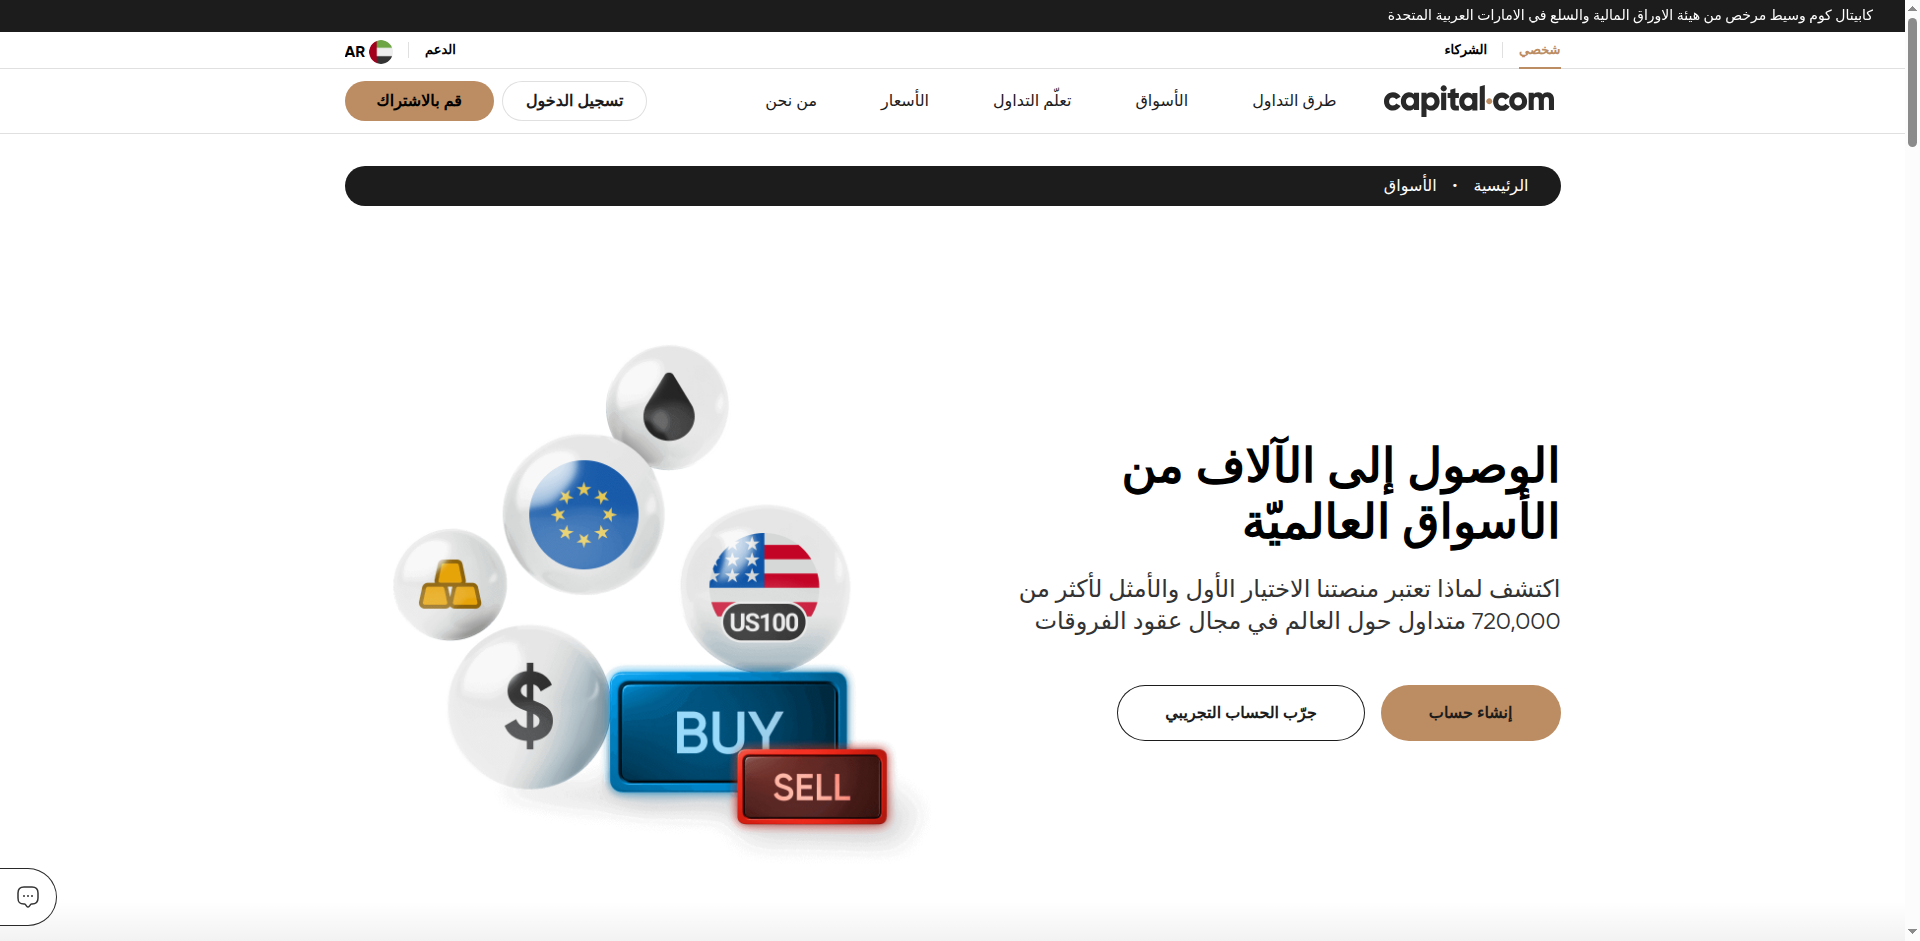 كابيتال كوم وسيط مرخص من هيئة الاوراق المالية والسلع في الامارات العربية المتحدة
شخصي
الشركاء
الدعم
AR
capital.com
طرق التداول
الأسواق
تعلّم التداول
الأسعار
من نحن
تسجيل الدخول
قم بالاشتراك
الرئيسية • الأسواق
الوصول إلى الآلاف من
الأسواق العالميّة
اكتشف لماذا تعتبر منصتنا الاختيار الأول والأمثل لأكثر من
720,000 متداول حول العالم في مجال عقود الفروقات
إنشاء حساب
جرّب الحساب التجريبي
US100
$
BUY
SELL